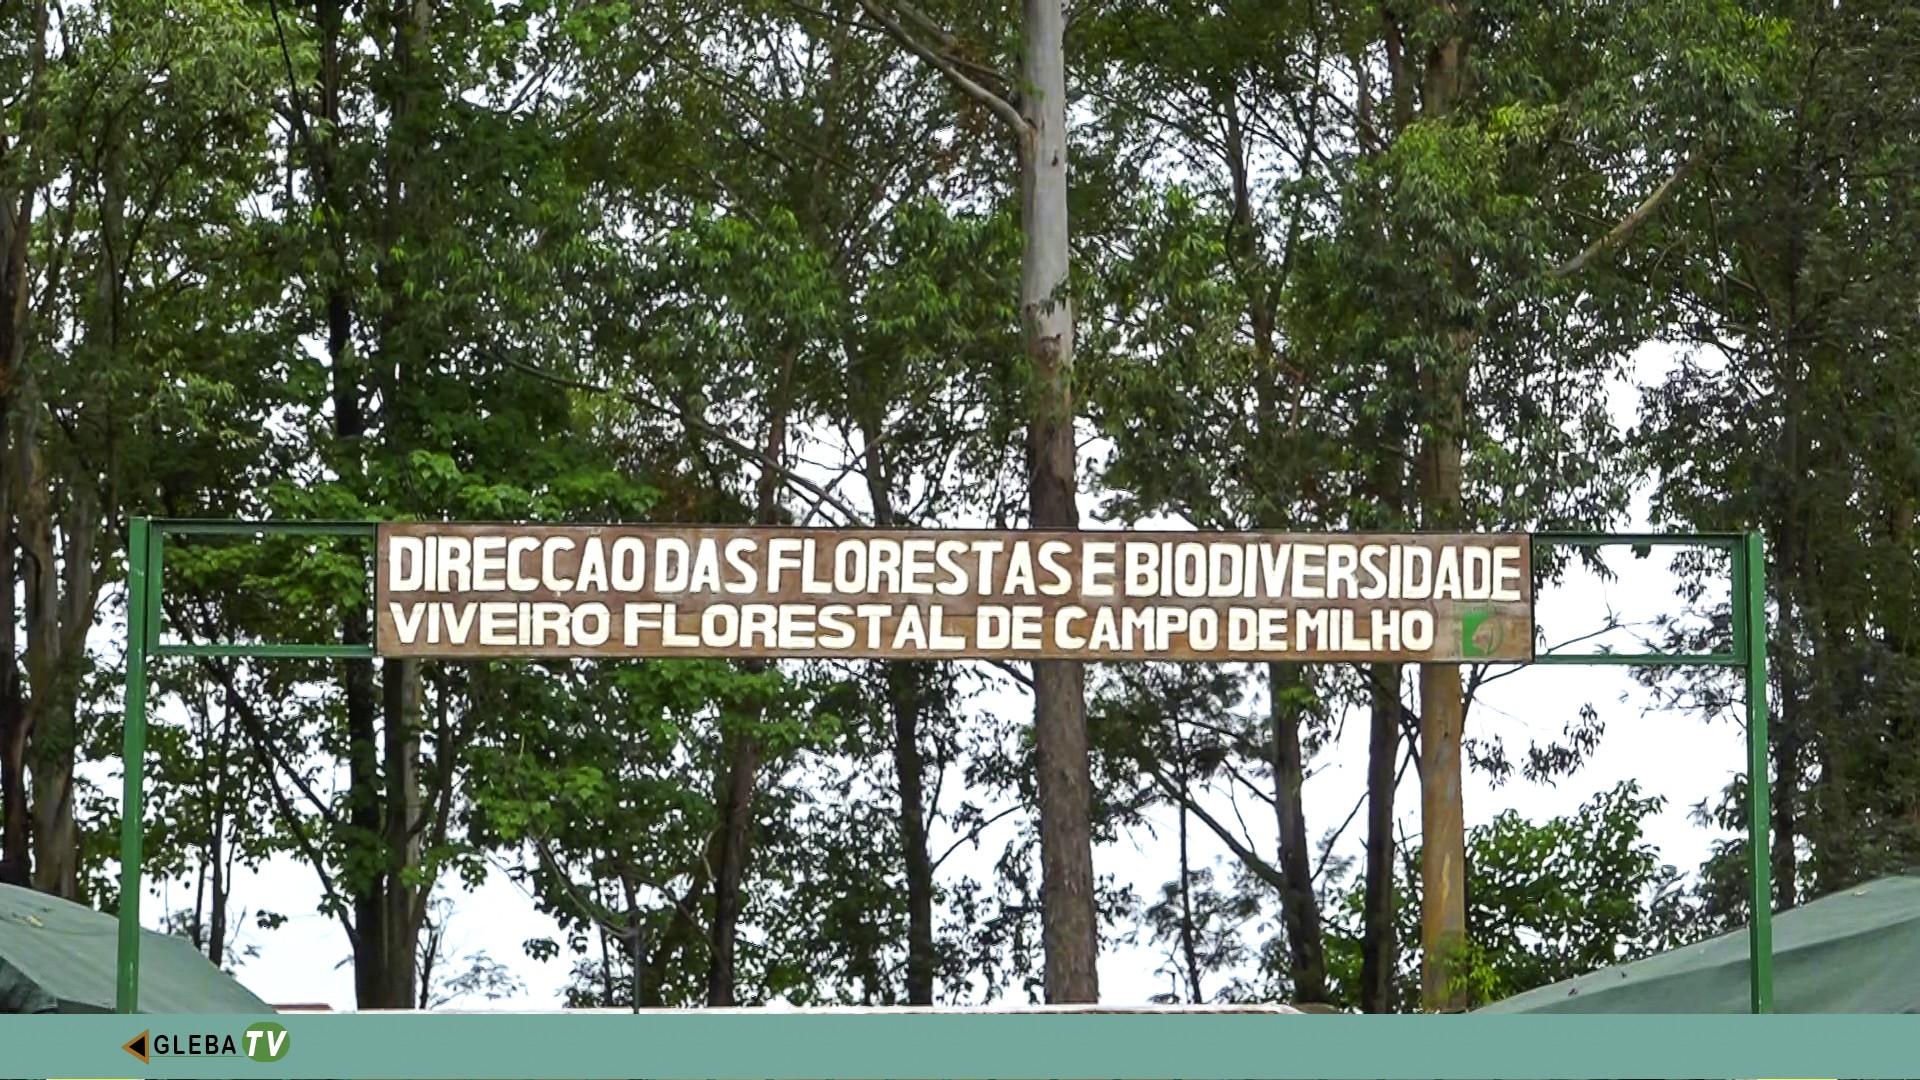 DIRECÇAO DAS FLORESTAS E BIODIVERSIDADE
VIVEIRO FLORESTAL DE CAMPO DE MILHO
GLEBA TV